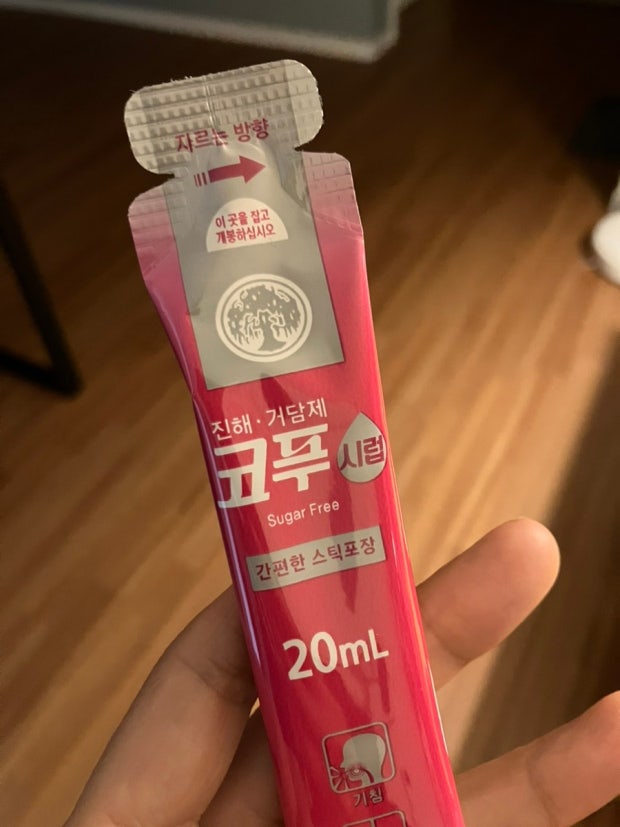 자르는 방향
이 곳을 잡고
개봉하십시오
진해·거담제
코푸 시럽
Sugar Free
간편한 스틱포장
20mL
기침